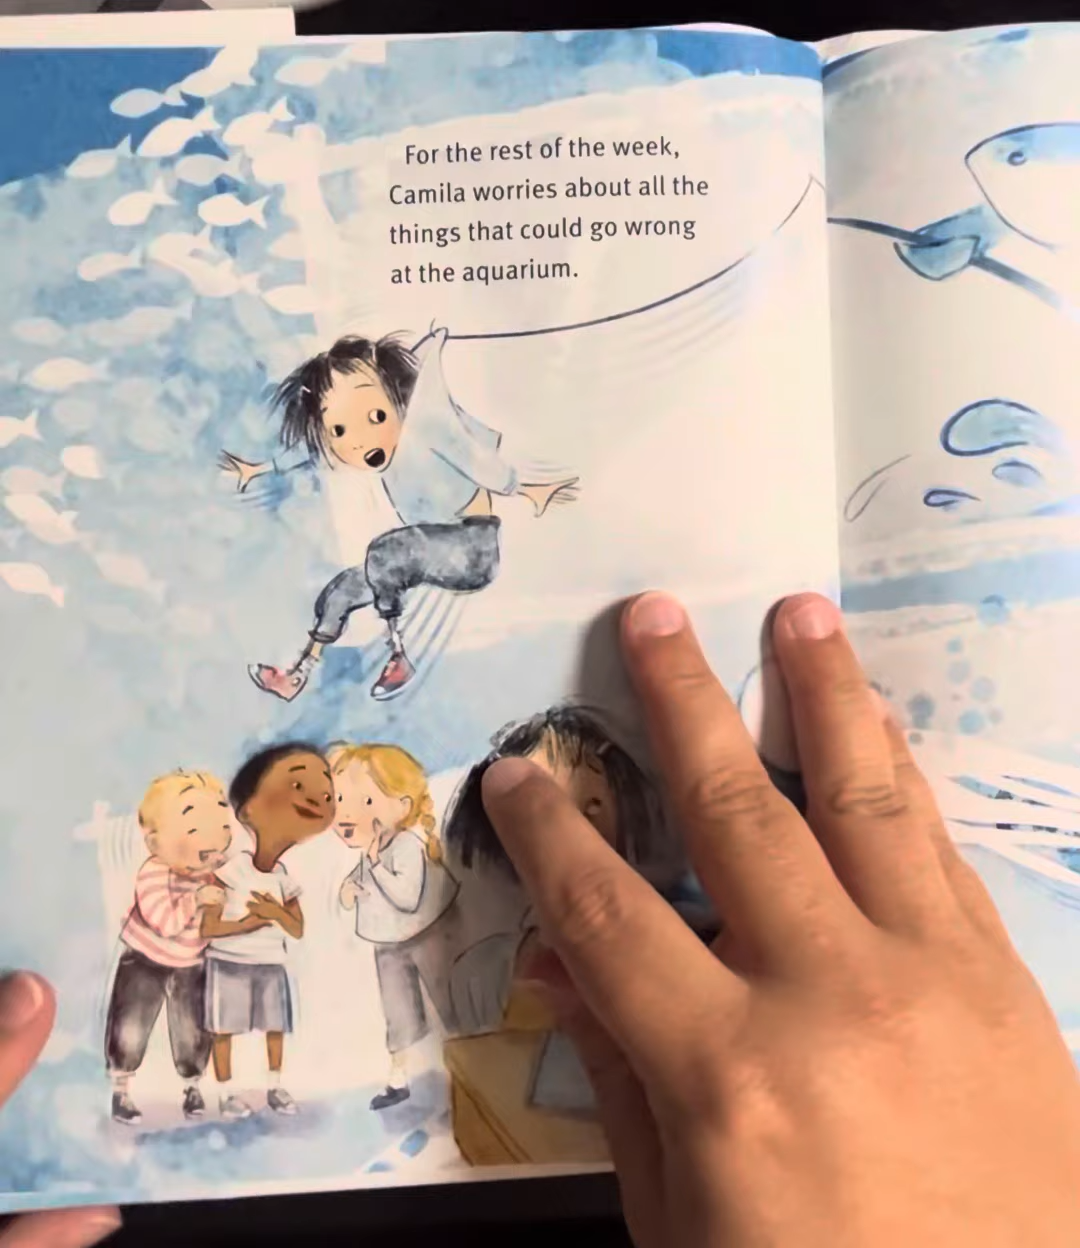 For the rest of the week,
Camila worries about all the
things that could go wrong
at the aquarium.